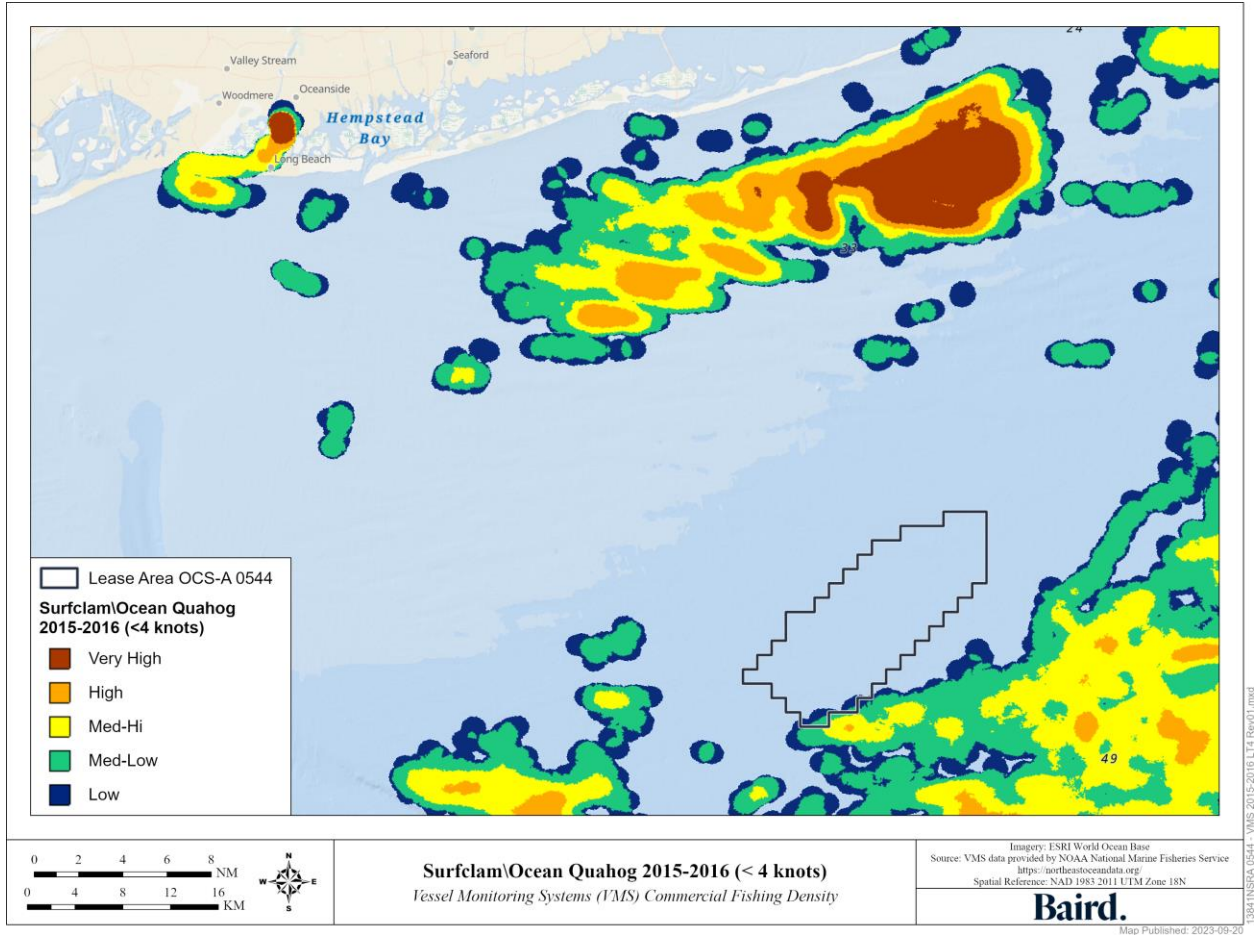 24
Valley Stream
Seaford
Woodmere
Oceanside
Hempstead
Bay
Long Beach
33
49
Lease Area OCS-A 0544
Surfclam\Ocean Quahog
2015-2016 (<4 knots)
Very High
High
Med-Hi
Med-Low
Low
0 2 4 6 8
NM
0 4 8 12 16
KM
N
W E
S
Surfclam\Ocean Quahog 2015-2016 (< 4 knots)
Vessel Monitoring Systems (VMS) Commercial Fishing Density
Imagery: ESRI World Ocean Base
Source: VMS data provided by NOAA National Marine Fisheries Service
https://northeastoceandata.org/
Spatial Reference: NAD 1983 2011 UTM Zone 18N
Baird.
13841NSRA 0544 - VMS 2015-2016 LT4 Rev01.mxd
Map Published: 2023-09-20